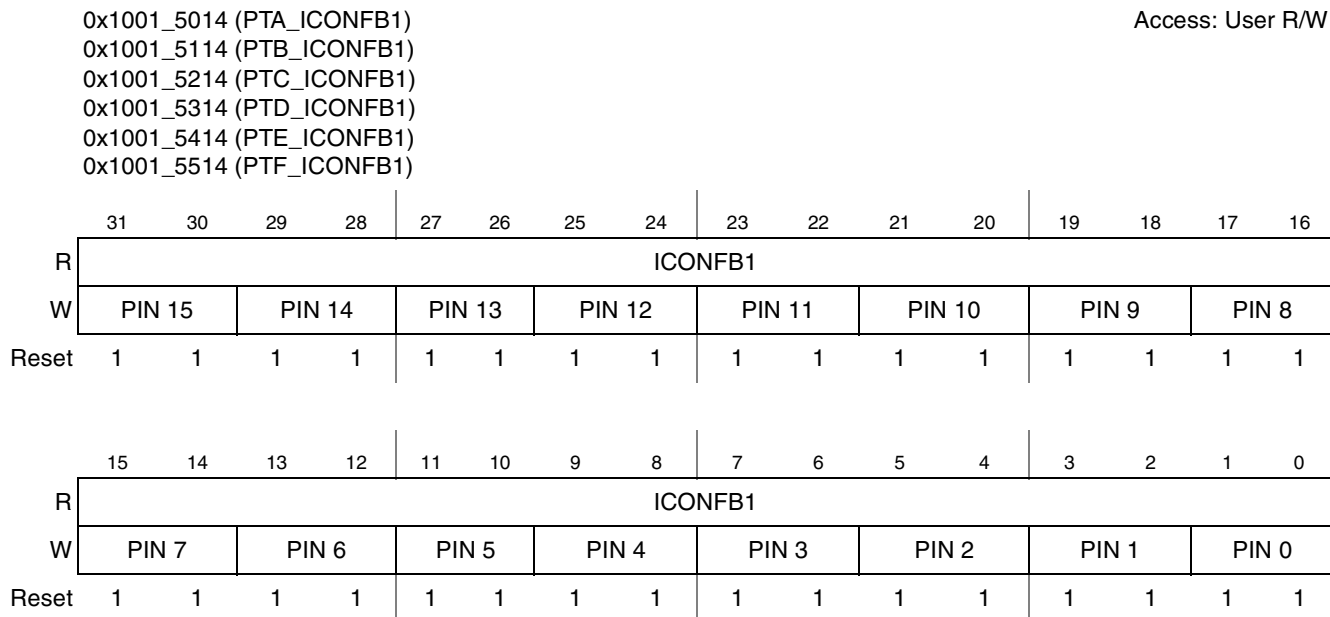 0x1001_5014 (PTA_ICONFB1) Access: User R/W
0x1001_5114 (PTB_ICONFB1)
0x1001_5214 (PTC_ICONFB1)
0x1001_5314 (PTD_ICONFB1)
0x1001_5414 (PTE_ICONFB1)
0x1001_5514 (PTF_ICONFB1)
31 30 29 28 27 26 25 24 23 22 21 20 19 18 17 16
R ICONFB1
W PIN 15 PIN 14 PIN 13 PIN 12 PIN 11 PIN 10 PIN 9 PIN 8
Reset 1 1 1 1 1 1 1 1 1 1 1 1 1 1 1 1
15 14 13 12 11 10 9 8 7 6 5 4 3 2 1 0
R ICONFB1
W PIN 7 PIN 6 PIN 5 PIN 4 PIN 3 PIN 2 PIN 1 PIN 0
Reset 1 1 1 1 1 1 1 1 1 1 1 1 1 1 1 1